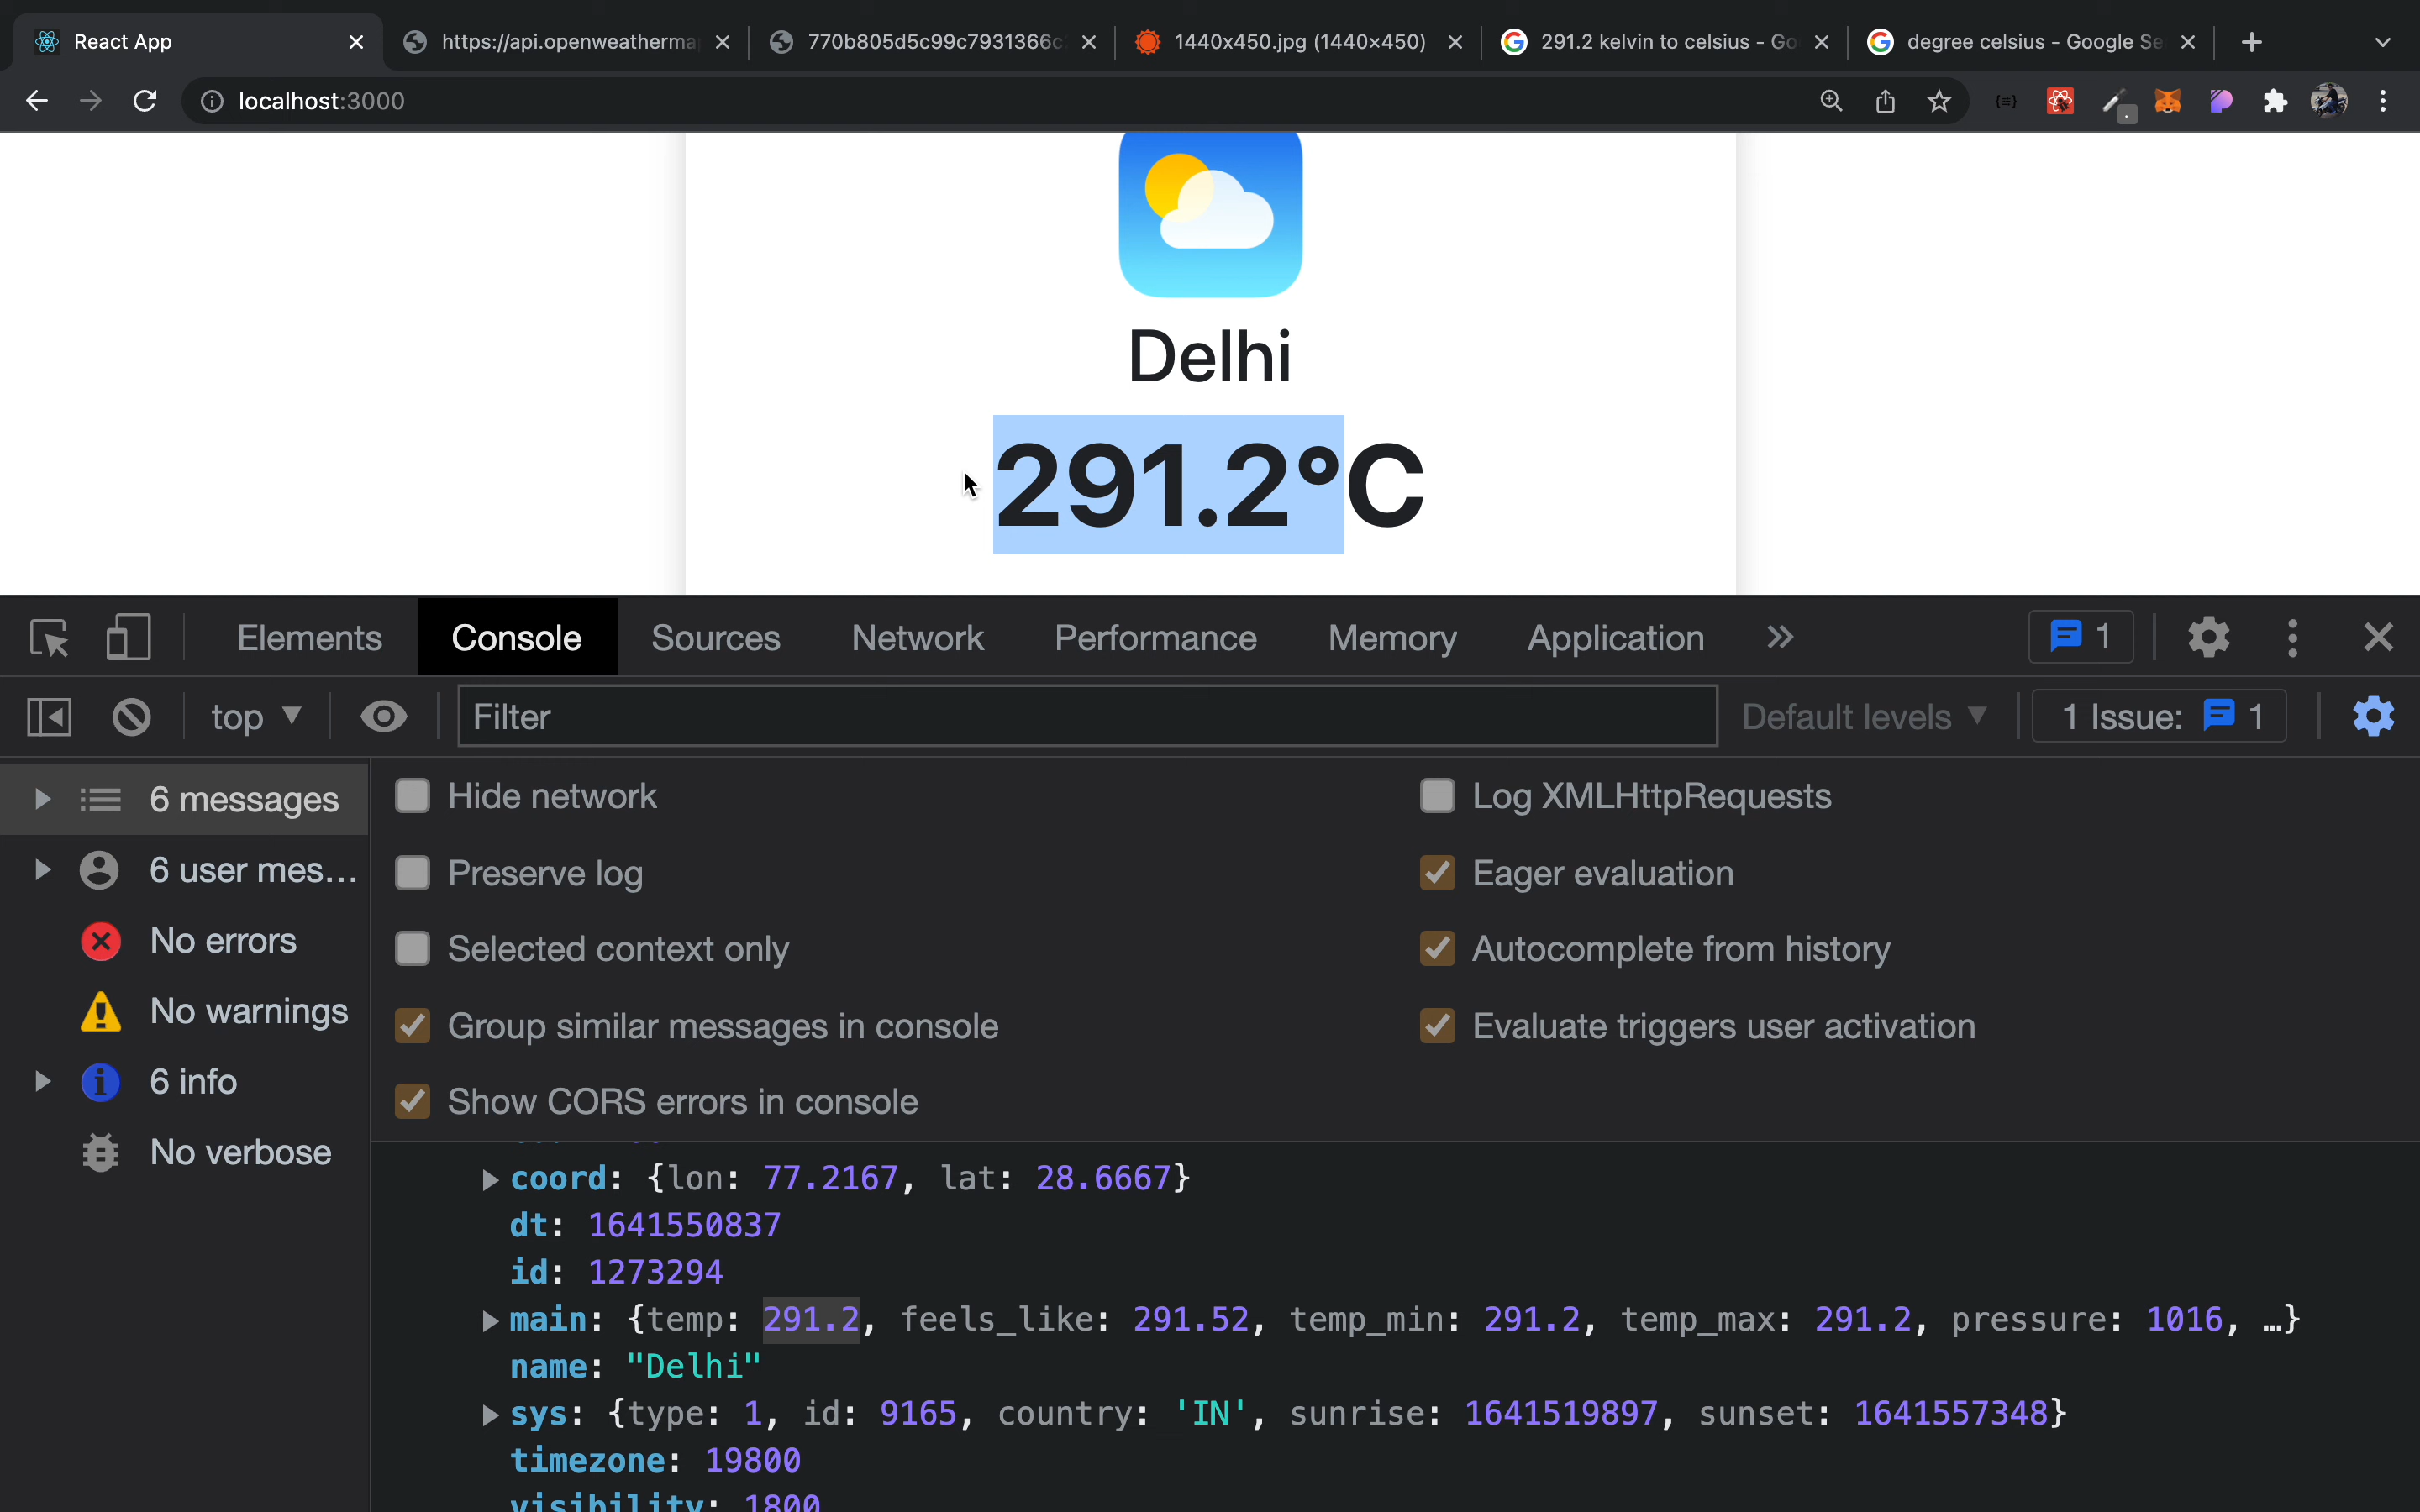 React App
https://api.openweatherma
770b805d5c99c7931366c
1440x450.jpg (1440×450)
291.2 kelvin to celsius - Go
degree celsius - Google Se
localhost:3000
Delhi
291.2°C
Elements Console Sources Network Performance Memory Application 1
top Filter Default levels 1 Issue: 1
6 messages
6 user mes...
No errors
No warnings
6 info
No verbose
Hide network
Preserve log
Selected context only
Group similar messages in console
Show CORS errors in console
Log XMLHttpRequests
Eager evaluation
Autocomplete from history
Evaluate triggers user activation
coord: {lon: 77.2167, lat: 28.6667}
dt: 1641550837
id: 1273294
main: {temp: 291.2, feels_like: 291.52, temp_min: 291.2, temp_max: 291.2, pressure: 1016, …}
name: "Delhi"
sys: {type: 1, id: 9165, country: 'IN', sunrise: 1641519897, sunset: 1641557348}
timezone: 19800
visibility: 1800